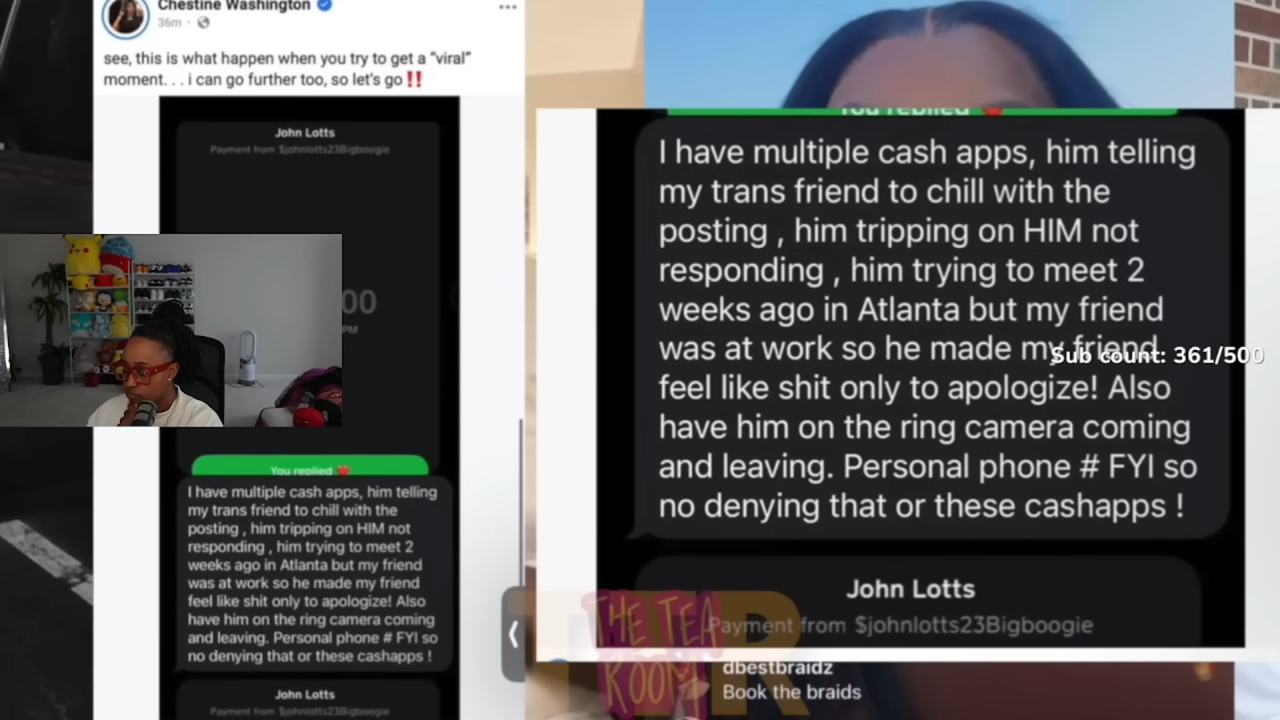 Chestine Washington
36m
see, this is what happen when you try to get a “viral”
moment. . . i can go further too, so let’s go‼️
John Lotts
Payment from $johnlotts23Bigboogie
00
PM
You replied ❤️
I have multiple cash apps, him telling
my trans friend to chill with the
posting , him tripping on HIM not
responding , him trying to meet 2
weeks ago in Atlanta but my friend
was at work so he made my friend
feel like shit only to apologize! Also
have him on the ring camera coming
and leaving. Personal phone # FYI so
no denying that or these cashapps !
John Lotts
Payment from $johnlotts23Bigboogie
You replied ❤️
I have multiple cash apps, him telling
my trans friend to chill with the
posting , him tripping on HIM not
responding , him trying to meet 2
weeks ago in Atlanta but my friend
was at work so he made my friend
Sub count: 361/500
feel like shit only to apologize! Also
have him on the ring camera coming
and leaving. Personal phone # FYI so
no denying that or these cashapps !
John Lotts
Payment from $johnlotts23Bigboogie
THE TEA
ROOM
dbestbraidz
Book the braids